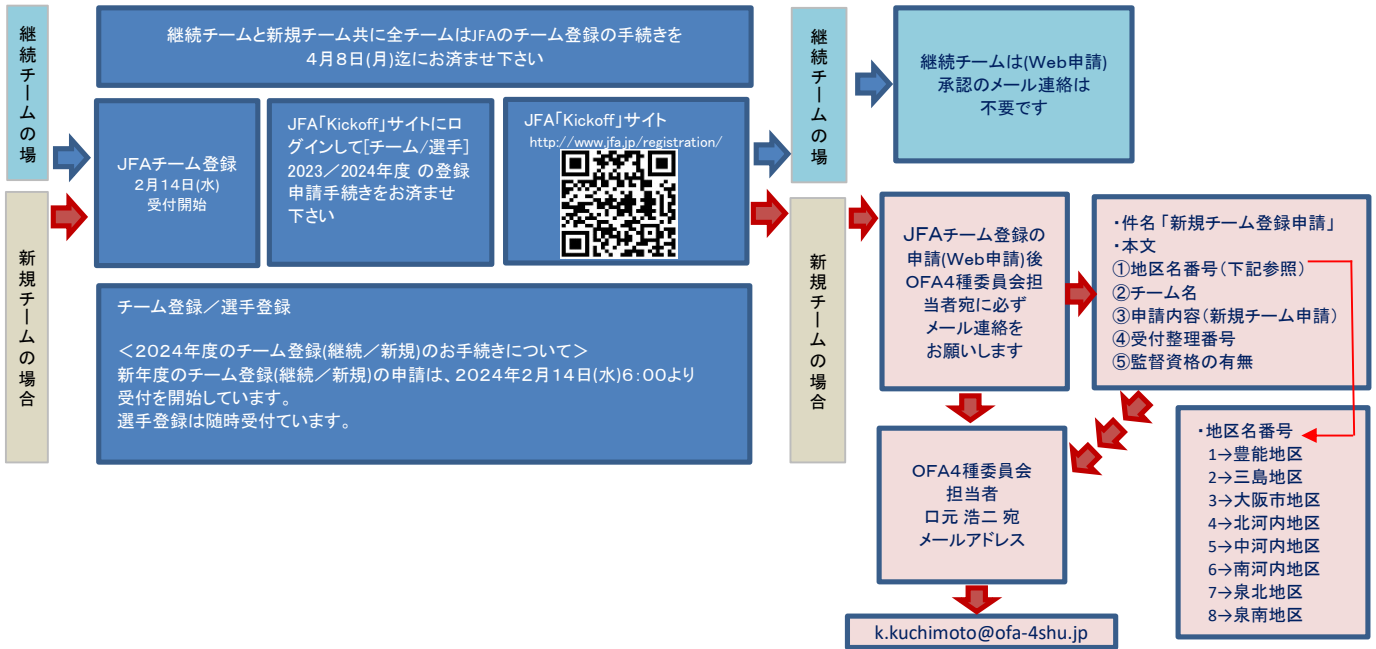 継続チームの場
継続チームと新規チーム共に全チームはJFAのチーム登録の手続きを
4月8日(月)迄にお済ませ下さい
JFAチーム登録
2月14日(水)
受付開始
JFA「Kickoff」サイトにロ
グインして[チーム/選手]
2023/2024年度 の登録
申請手続きをお済ませ
下さい
JFA「Kickoff」サイト
http://www.jfa.jp/registration/
新規チームの場合
チーム登録/選手登録
<2024年度のチーム登録(継続/新規)のお手続きについて>
新年度のチーム登録(継続/新規)の申請は、2024年2月14日(水)6:00より
受付を開始しています。
選手登録は随時受付ています。
継続チームの場
継続チームは(Web申請)
承認のメール連絡は
不要です
新規チームの場合
JFAチーム登録の
申請(Web申請)後
OFA4種委員会担
当者宛に必ず
メール連絡を
お願いします
・件名「新規チーム登録申請」
・本文
①地区名番号(下記参照)
②チーム名
③申請内容(新規チーム申請)
④受付整理番号
⑤監督資格の有無
OFA4種委員会
担当者
口元 浩二 宛
メールアドレス
k.kuchimoto@ofa-4shu.jp
・地区名番号
1→豊能地区
2→三島地区
3→大阪市地区
4→北河内地区
5→中河内地区
6→南河内地区
7→泉北地区
8→泉南地区